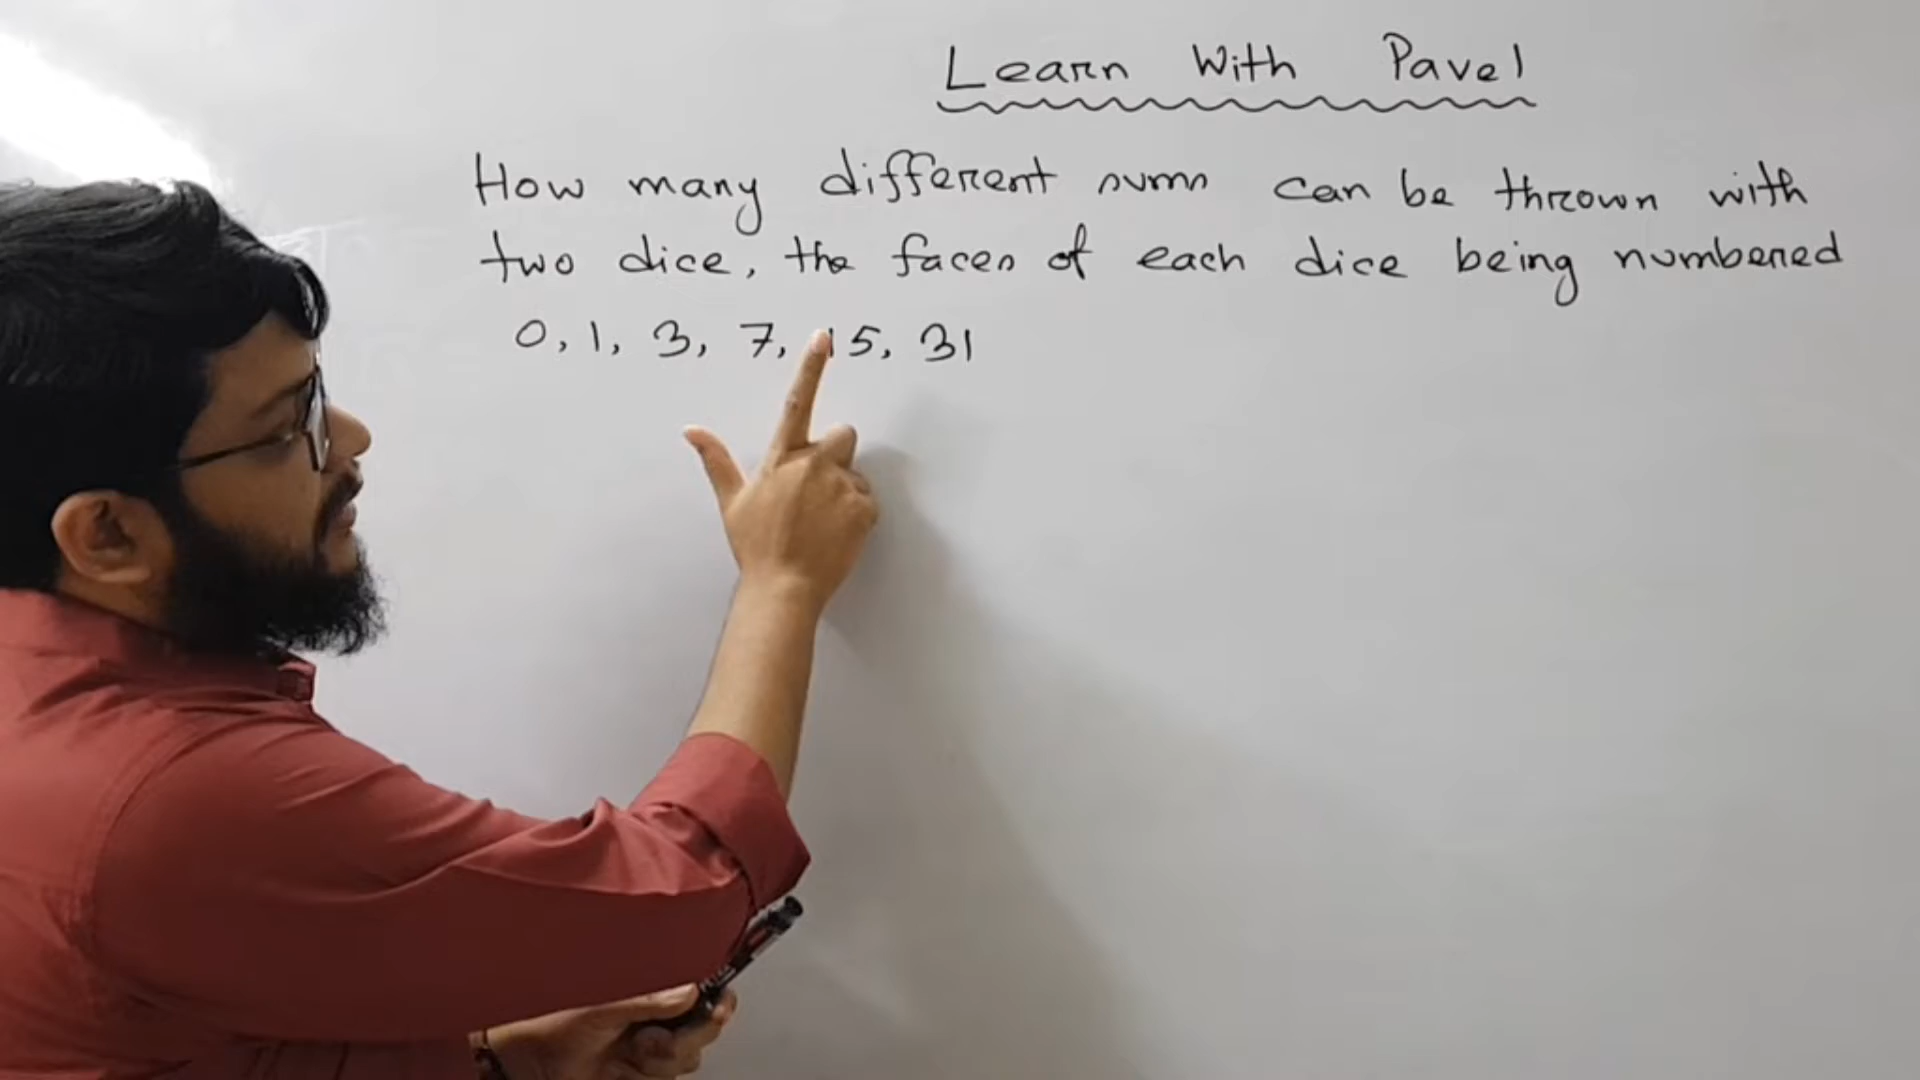 Learn With Pavel
How many different sums can be thrown with
two dice, the faces of each dice being numbered
0, 1, 3, 7, 15, 31